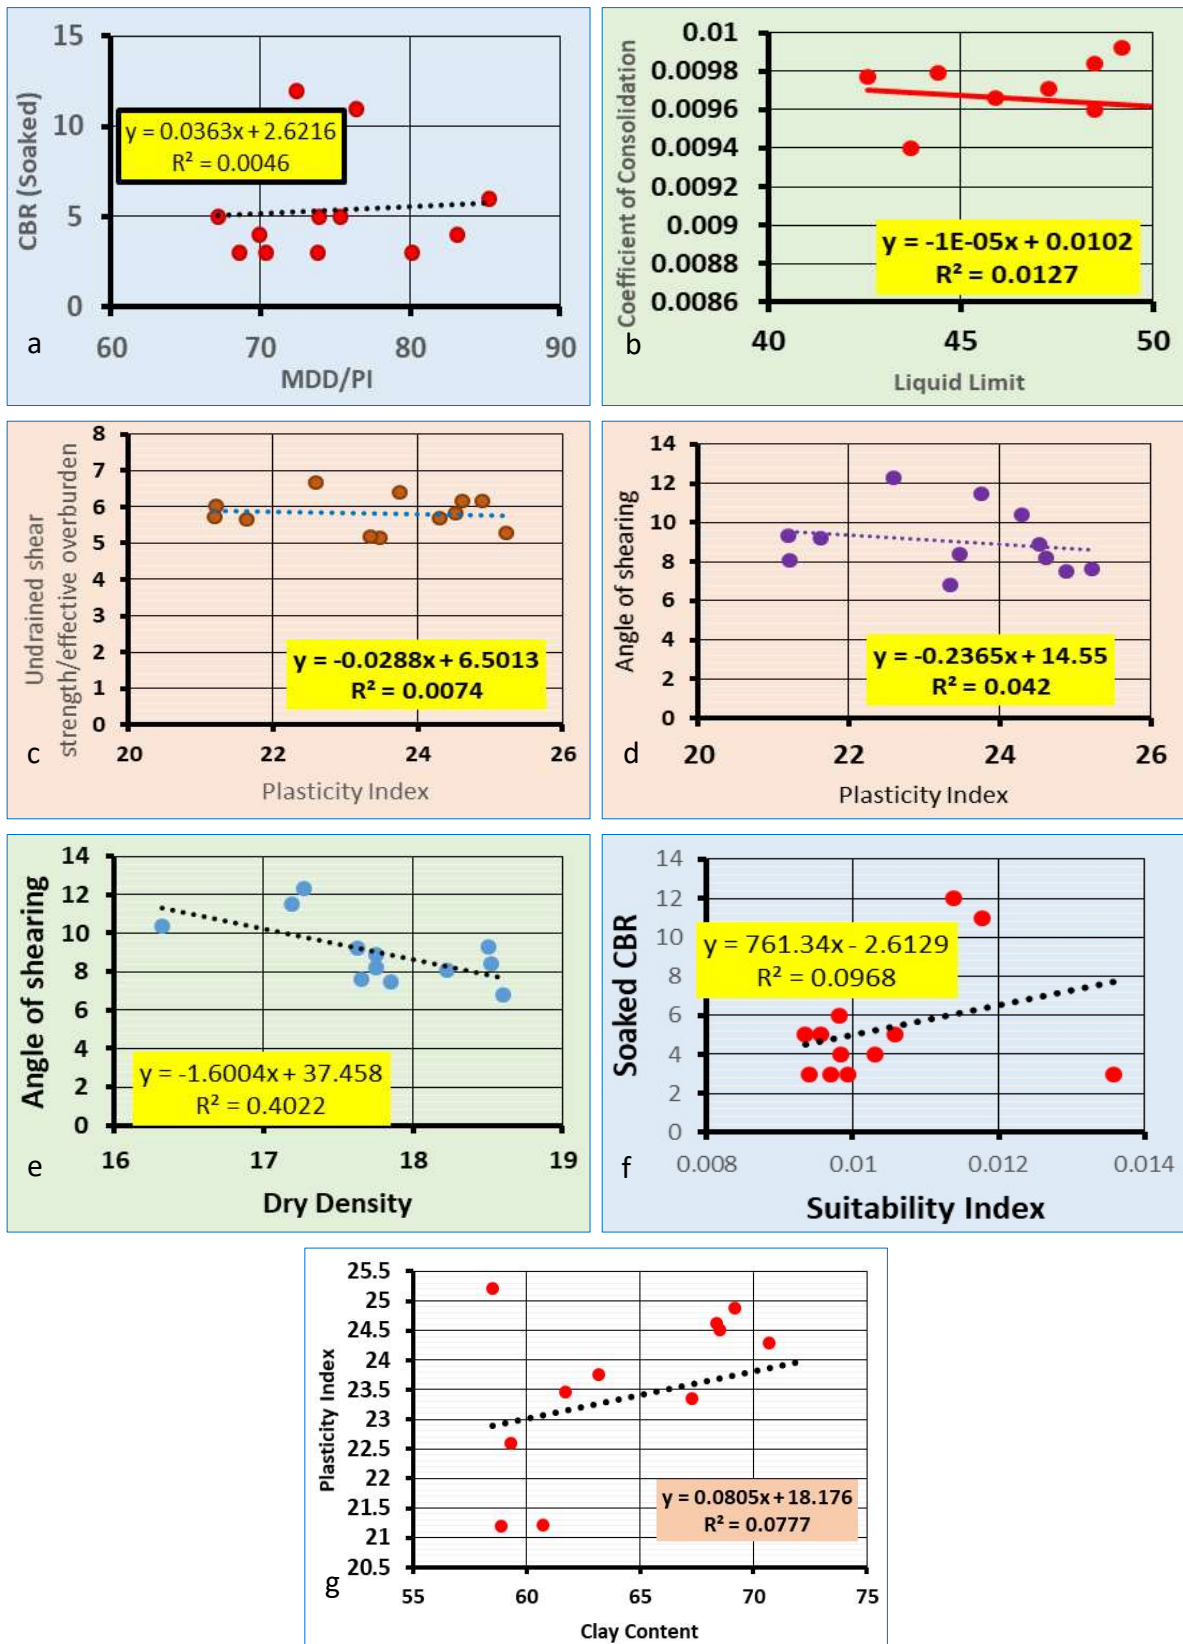 15
10
5
0
CBR (Soaked)
y = 0.0363x + 2.6216
R² = 0.0046
60 70 80 90
MDD/PI
a
0.01
0.0098
0.0096
0.0094
0.0092
0.009
0.0088
0.0086
Coefficient of Consolidation
y = -1E-05x + 0.0102
R² = 0.0127
40 45 50
Liquid Limit
b
8
7
6
5
4
3
2
1
0
Undrained shear
strength/effective overburden
y = -0.0288x + 6.5013
R² = 0.0074
20 22 24 26
Plasticity Index
c
14
12
10
8
6
4
2
0
Angle of shearing
y = -0.2365x + 14.55
R² = 0.042
20 22 24 26
Plasticity Index
d
14
12
10
8
6
4
2
0
Angle of shearing
y = -1.6004x + 37.458
R² = 0.4022
16 17 18 19
Dry Density
e
14
12
10
8
6
4
2
0
Soaked CBR
y = 761.34x - 2.6129
R² = 0.0968
0.008 0.01 0.012 0.014
Suitability Index
f
25.5
25
24.5
24
23.5
23
22.5
22
21.5
21
20.5
Plasticity Index
y = 0.0805x + 18.176
R² = 0.0777
55 60 65 70 75
Clay Content
g